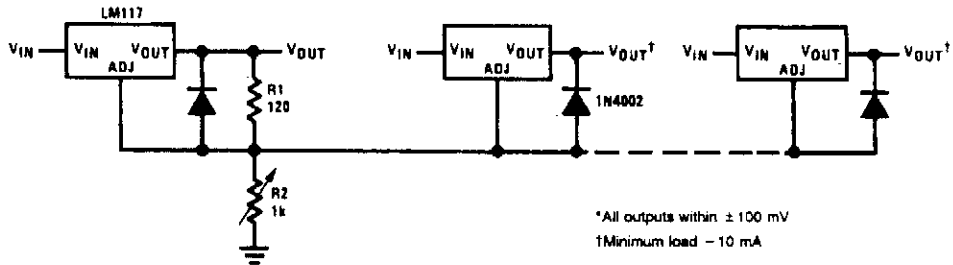 LM117
VIN VIN VOUT VOUT
ADJ
R1
120
R2
1k
VIN VIN VOUT VOUT†
ADJ
1N4002
VIN VIN VOUT VOUT†
ADJ
*All outputs within ±100 mV
†Minimum load – 10 mA